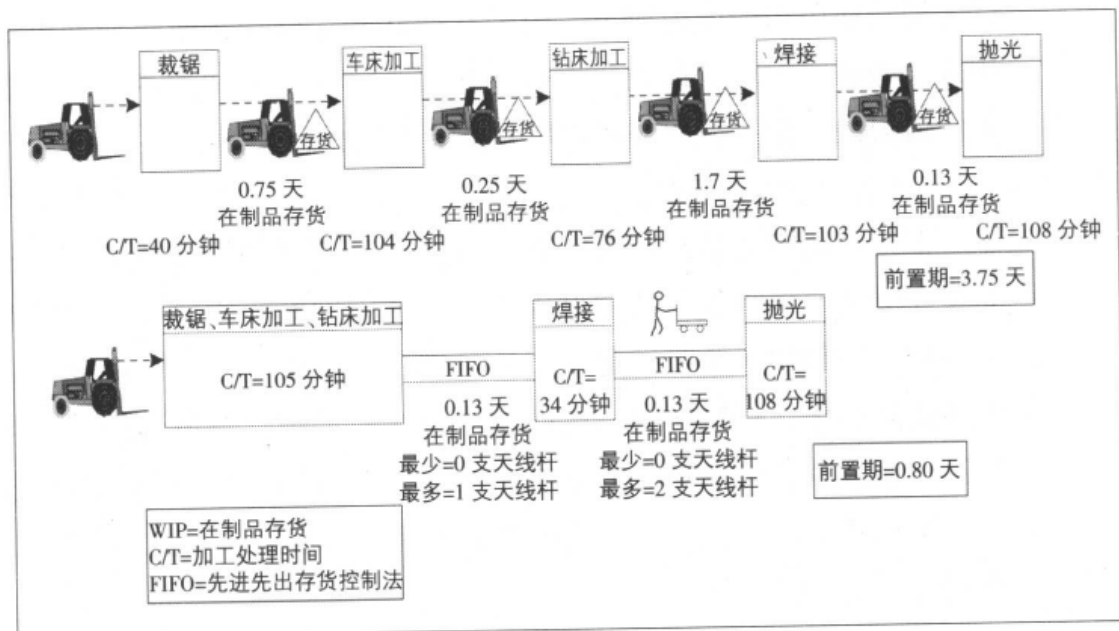 裁锯
车床加工
钻床加工
焊接
抛光
存货
存货
存货
存货
0.75 天
在制品存货
0.25 天
在制品存货
1.7 天
在制品存货
0.13 天
在制品存货
C/T=40 分钟
C/T=104 分钟
C/T=76 分钟
C/T=103 分钟
C/T=108 分钟
前置期=3.75 天
裁锯、车床加工、钻床加工
C/T=105 分钟
FIFO
0.13 天
在制品存货
最少=0 支天线杆
最多=1 支天线杆
焊接
C/T=
34 分钟
FIFO
0.13 天
在制品存货
最少=0 支天线杆
最多=2 支天线杆
抛光
C/T=
108 分钟
前置期=0.80 天
WIP=在制品存货
C/T=加工处理时间
FIFO=先进先出存货控制法